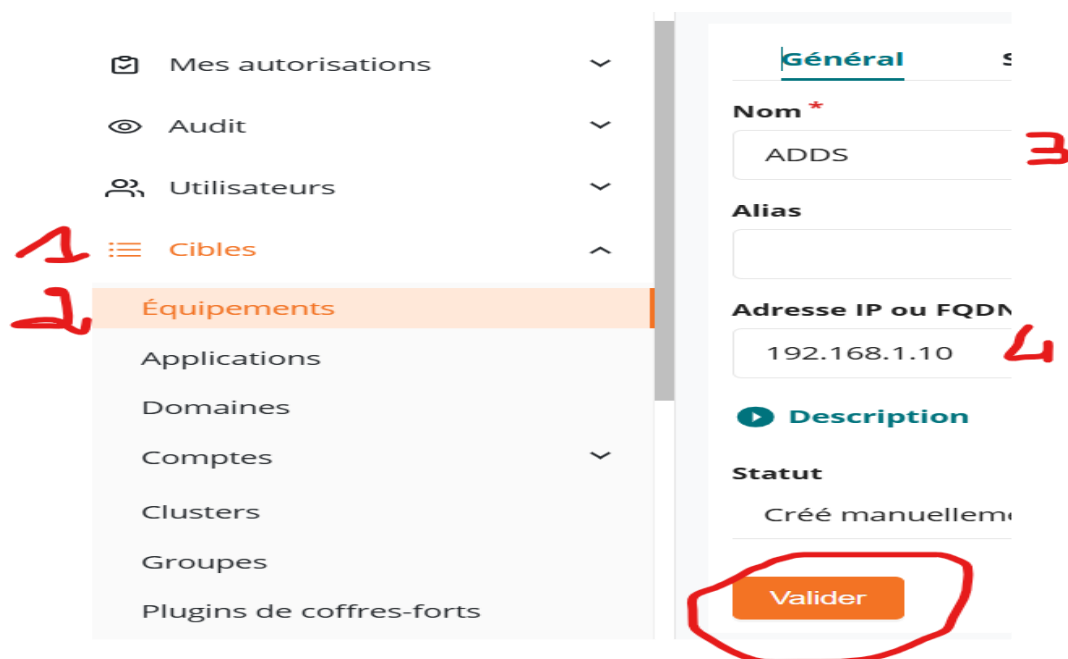 Mes autorisations
Audit
Utilisateurs
1 Cibles
2 Équipements
Applications
Domaines
Comptes
Clusters
Groupes
Plugins de coffres-forts
Général
Nom *
ADDS 3
Alias
Adresse IP ou FQDN
192.168.1.10 4
Description
Statut
Créé manuellem
Valider